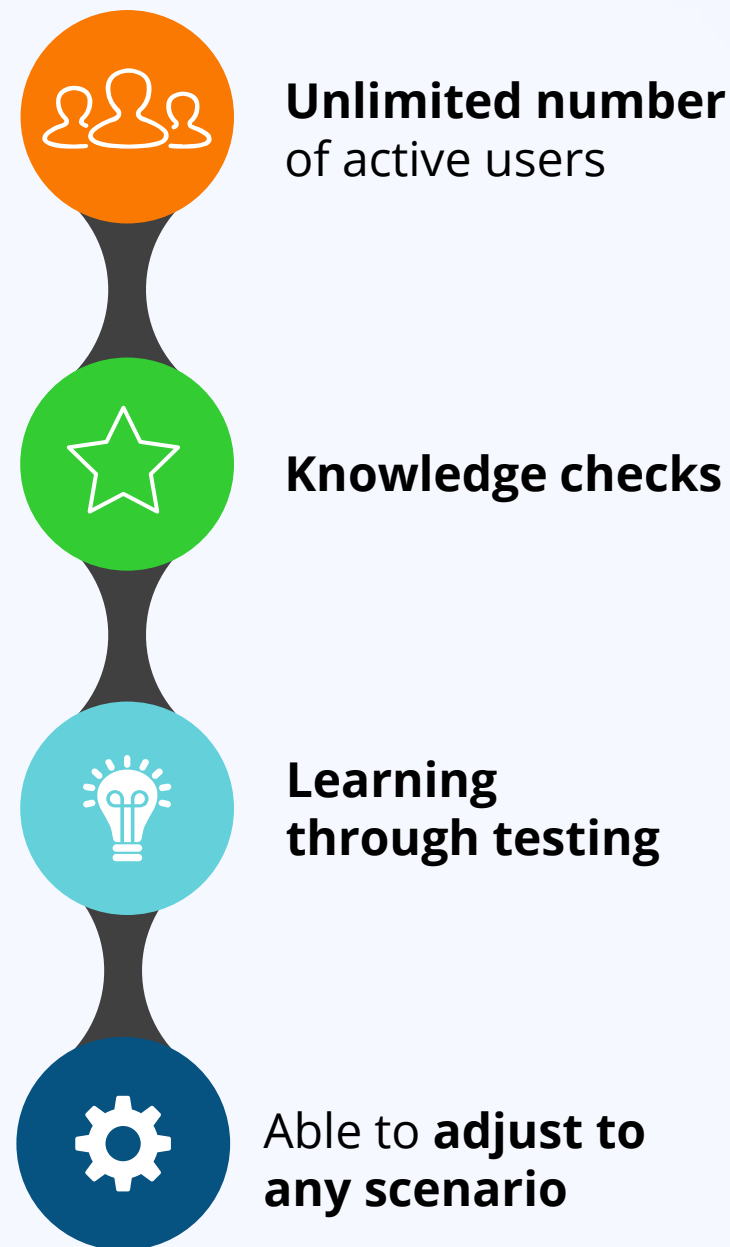 Unlimited number
of active users
Knowledge checks
Learning
through testing
Able to adjust to
any scenario